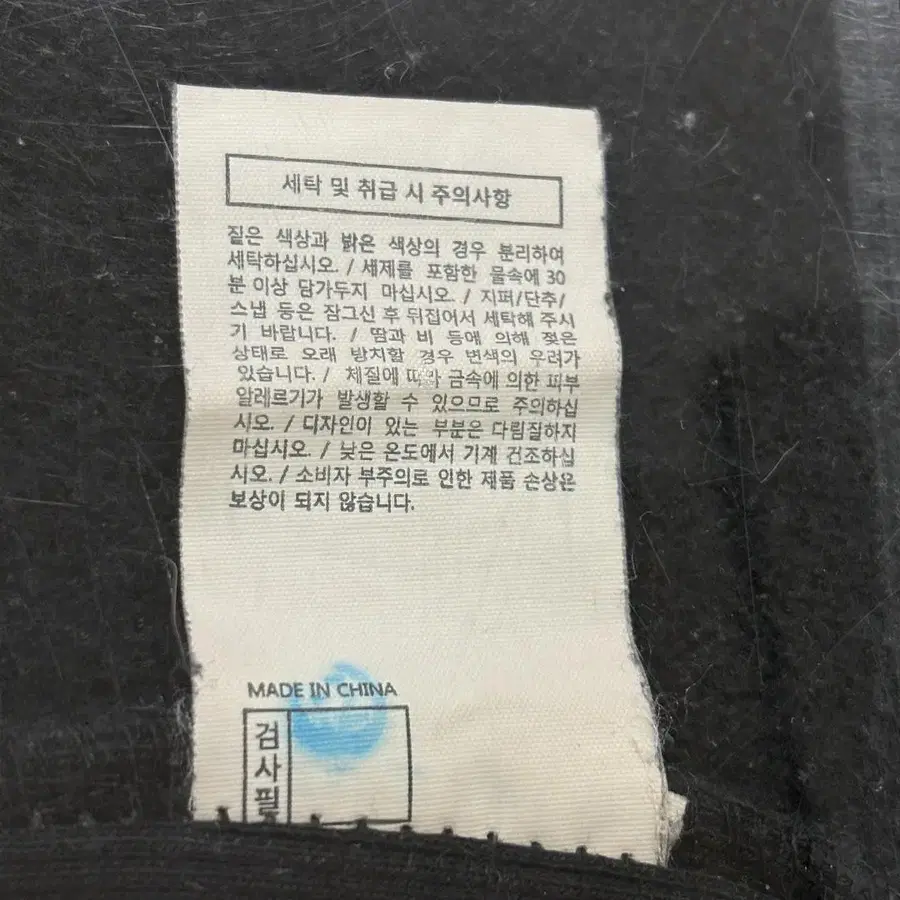 세탁 및 취급 시 주의사항
짙은 색상과 밝은 색상의 경우 분리하여
세탁하십시오. / 세제를 포함한 물속에 30
분 이상 담가두지 마십시오. / 지퍼/단추/
스냅 등은 잠그신 후 뒤집어서 세탁해 주시
기 바랍니다. / 땀과 비 등에 의해 젖은
상태로 오래 방치할 경우 변색의 우려가
있습니다. / 체질에 따라 금속에 의한 피부
알레르기가 발생할 수 있으므로 주의하십
시오. / 디자인이 있는 부분은 다림질하지
마십시오. / 낮은 온도에서 기계 건조하십
시오. / 소비자 부주의로 인한 제품 손상은
보상이 되지 않습니다.
MADE IN CHINA
검사필